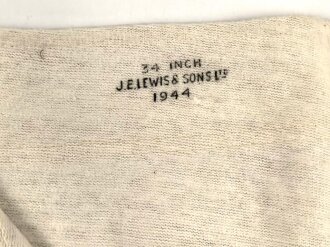 34 INCH
J.E.LEWIS & SONS LTD
1944